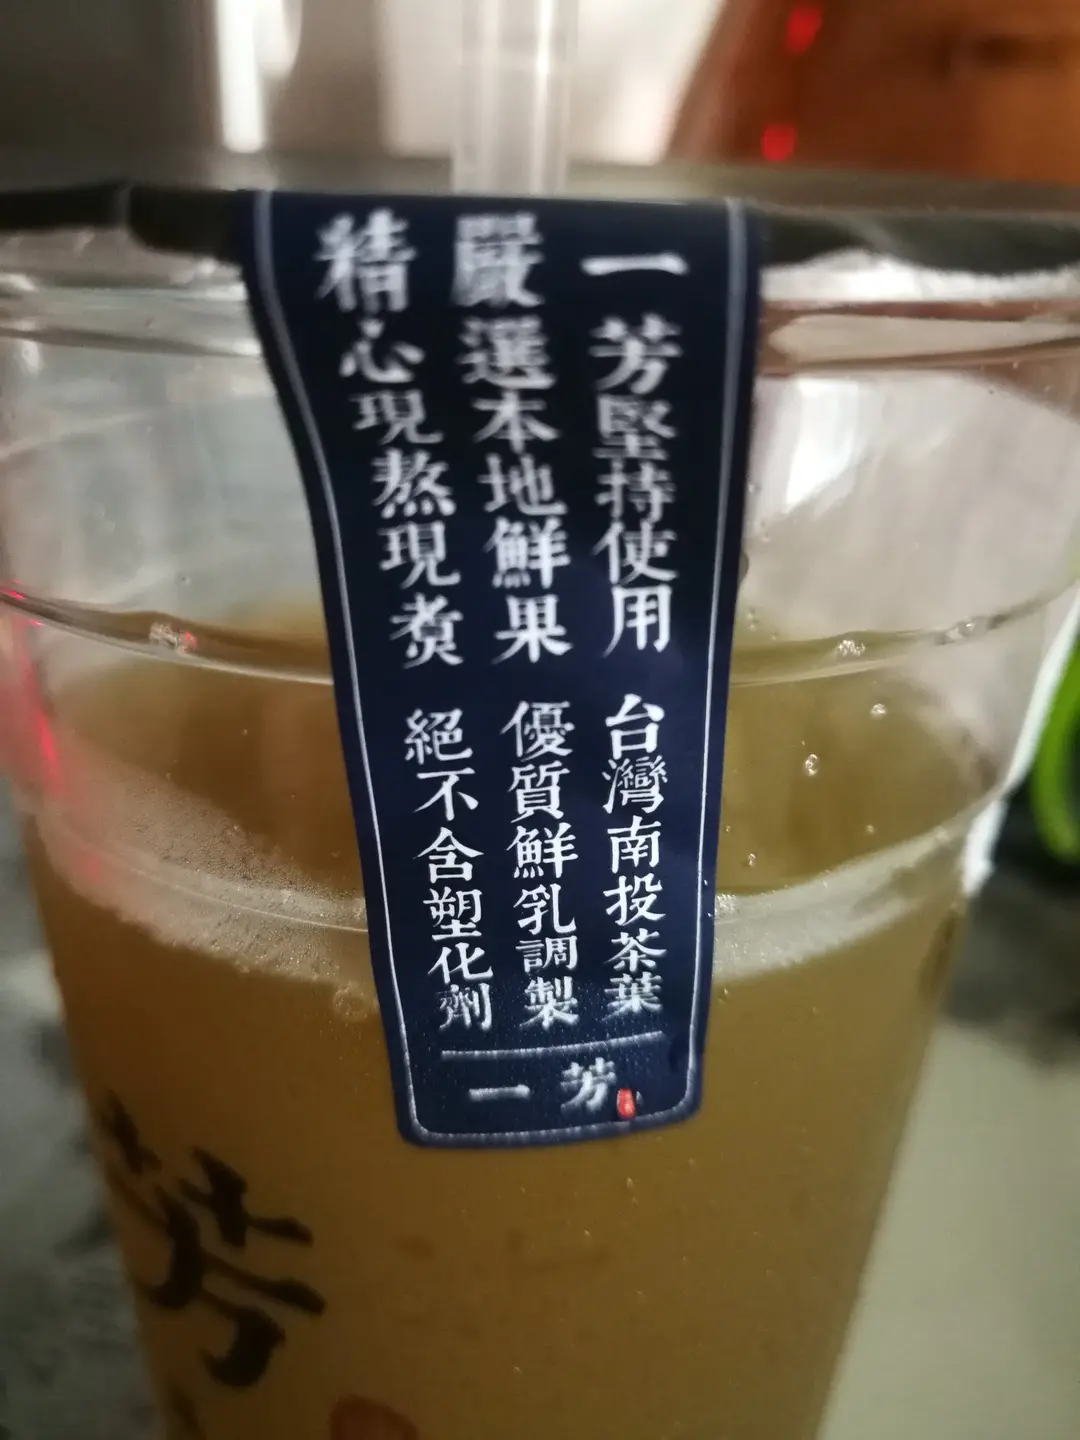 一芳堅持使用 台灣南投茶葉
嚴選本地鮮果 優質鮮乳調製
精心現熬現煮 絕不含塑化劑
一芳
芳